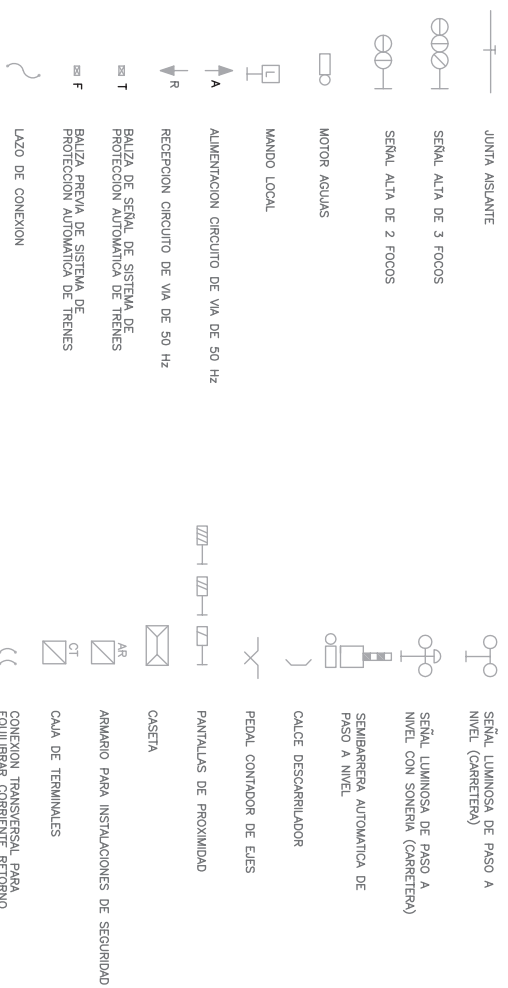 JUNTA AISLANTE
SEÑAL ALTA DE 3 FOCOS
SEÑAL ALTA DE 2 FOCOS
MOTOR AGUJAS
L
MANDO LOCAL
A
ALIMENTACION CIRCUITO DE VIA DE 50 Hz
R
RECEPCION CIRCUITO DE VIA DE 50 Hz
T
BALIZA DE SEÑAL DE SISTEMA DE
PROTECCION AUTOMATICA DE TRENES
F
BALIZA PREVIA DE SISTEMA DE
PROTECCION AUTOMATICA DE TRENES
LAZO DE CONEXION
SEÑAL LUMINOSA DE PASO A
NIVEL (CARRETERA)
SEÑAL LUMINOSA DE PASO A
NIVEL CON SONERIA (CARRETERA)
SEMIBARRERA AUTOMATICA DE
PASO A NIVEL
CALCE DESCARRILADOR
PEDAL CONTADOR DE EJES
PANTALLAS DE PROXIMIDAD
CASETA
AR
ARMARIO PARA INSTALACIONES DE SEGURIDAD
CT
CAJA DE TERMINALES
CONEXION TRANSVERSAL PARA
EQUILIBRAR CORRIENTE RETORNO